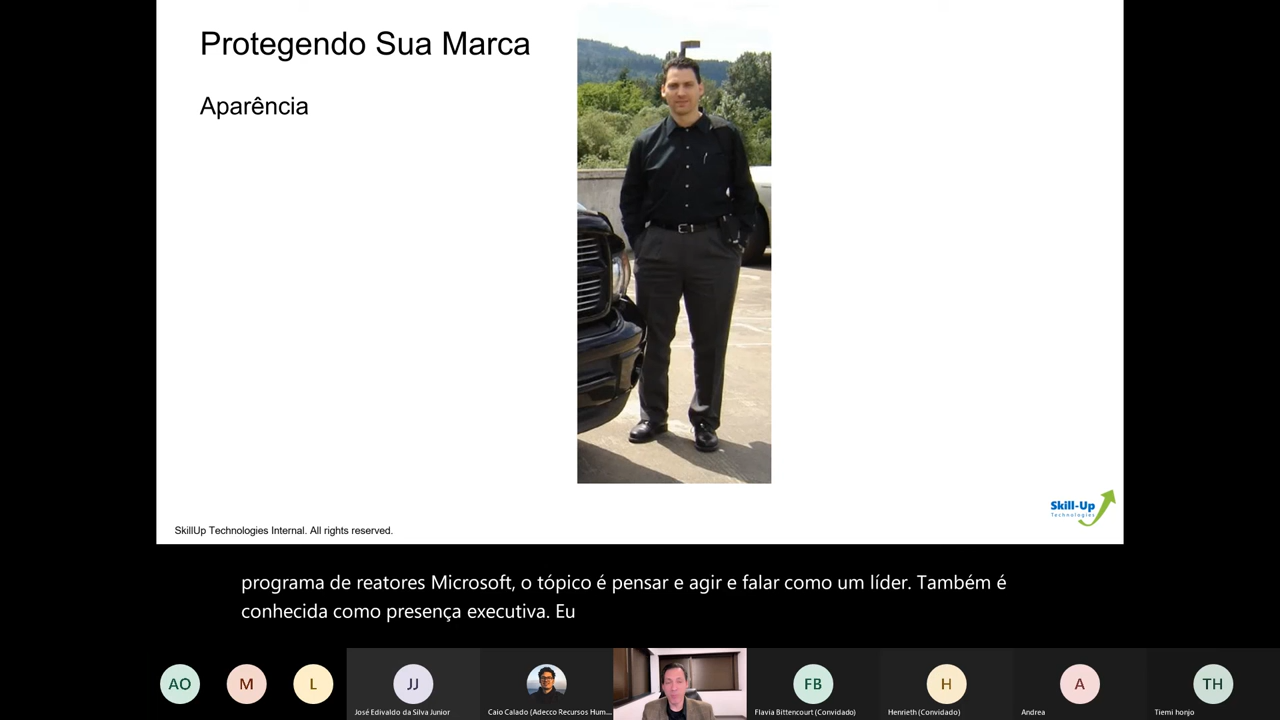 Protegendo Sua Marca
Aparência
Skill-Up
Technologies
SkillUp Technologies Internal. All rights reserved.
programa de reatores Microsoft, o tópico é pensar e agir e falar como um líder. Também é
conhecida como presença executiva. Eu
AO
M
L
JJ
FB
H
A
TH
José Edivaldo da Silva Junior
Caio Calado (Adecco Recursos Hum...
Flavia Bittencourt (Convidado)
Henrieth (Convidado)
Andrea
Tiemi honjo